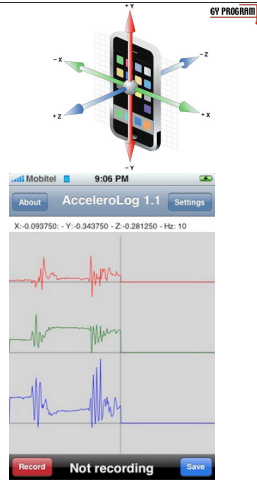 + Y
GY PROGRAM
- X
- Z
+ Z
+ X
- Y
Mobitel 9:06 PM
About AcceleroLog 1.1 Settings
X:-0.093750: - Y:-0.343750 - Z:-0.281250 - Hz: 10
Record Not recording Save